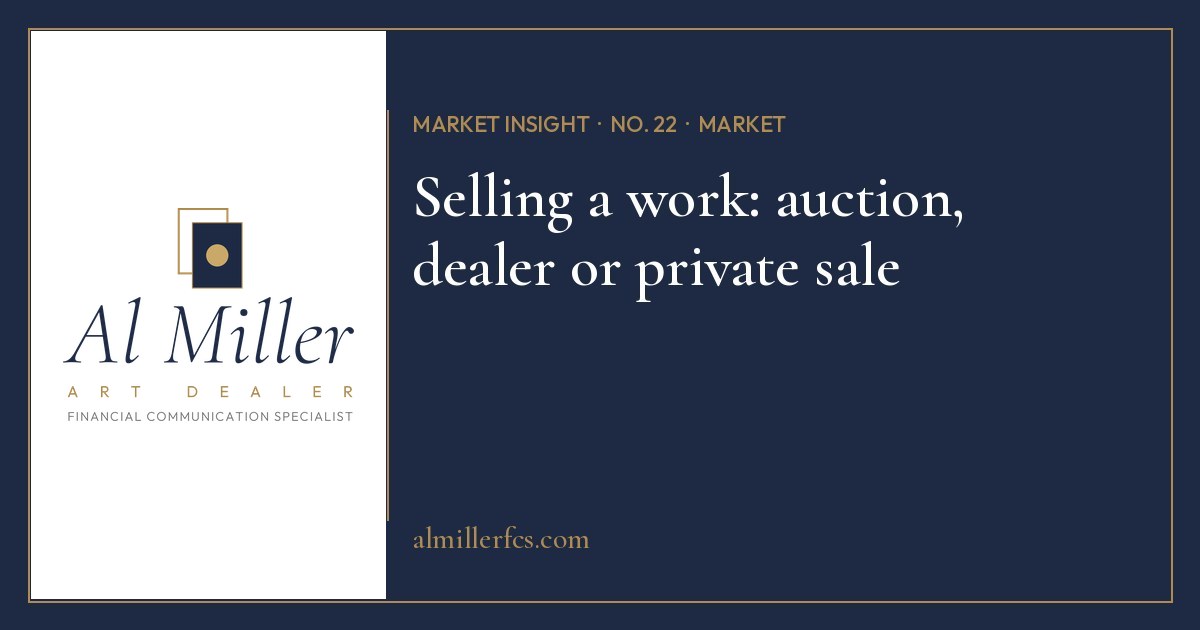 Al Miller
ART DEALER
FINANCIAL COMMUNICATION SPECIALIST
MARKET INSIGHT · NO. 22 · MARKET
Selling a work: auction,
dealer or private sale
almillerfcs.com